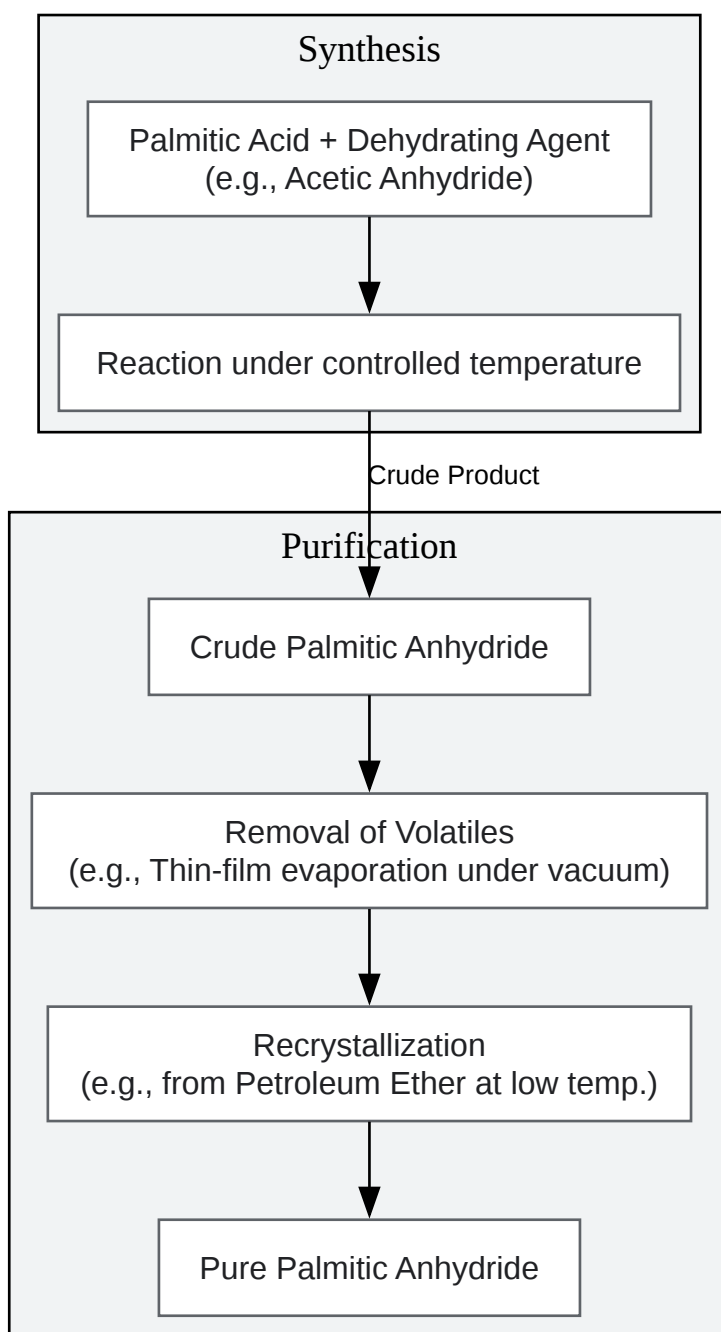 Synthesis
Palmitic Acid + Dehydrating Agent
(e.g., Acetic Anhydride)
Reaction under controlled temperature
Crude Product
Purification
Crude Palmitic Anhydride
Removal of Volatiles
(e.g., Thin-film evaporation under vacuum)
Recrystallization
(e.g., from Petroleum Ether at low temp.)
Pure Palmitic Anhydride